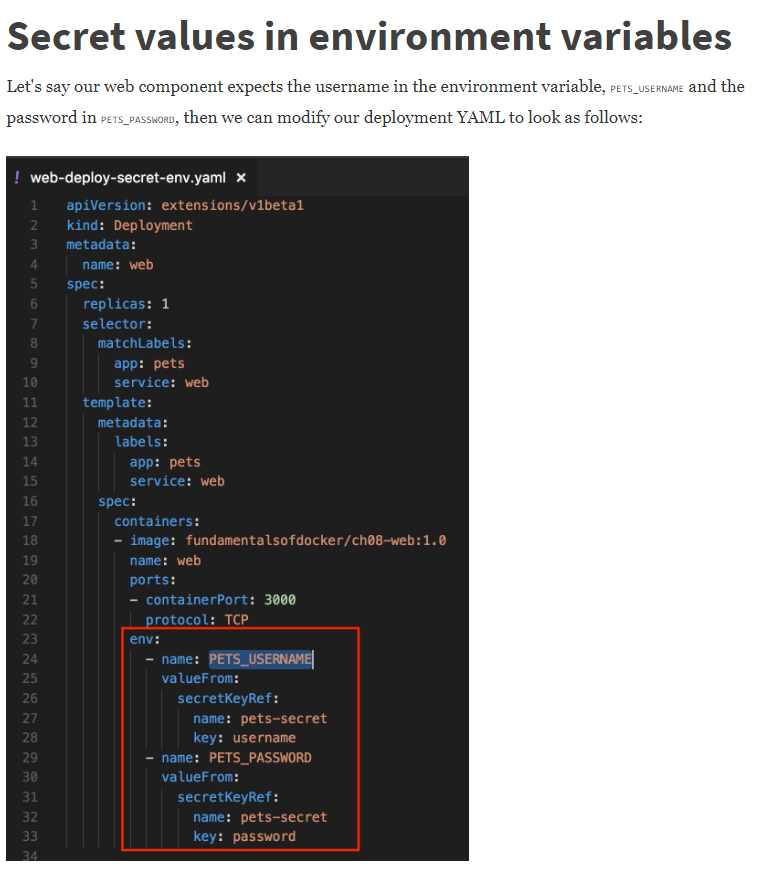 Secret values in environment variables
Let's say our web component expects the username in the environment variable, PETS_USERNAME and the
password in PETS_PASSWORD, then we can modify our deployment YAML to look as follows:
! web-deploy-secret-env.yaml ×
1 apiVersion: extensions/v1beta1
2 kind: Deployment
3 metadata:
4   name: web
5 spec:
6   replicas: 1
7   selector:
8     matchLabels:
9       app: pets
10       service: web
11   template:
12     metadata:
13       labels:
14         app: pets
15         service: web
16     spec:
17       containers:
18       - image: fundamentalsofdocker/ch08-web:1.0
19         name: web
20         ports:
21         - containerPort: 3000
22           protocol: TCP
23         env:
24           - name: PETS_USERNAME
25             valueFrom:
26               secretKeyRef:
27                 name: pets-secret
28                 key: username
29           - name: PETS_PASSWORD
30             valueFrom:
31               secretKeyRef:
32                 name: pets-secret
33                 key: password
34